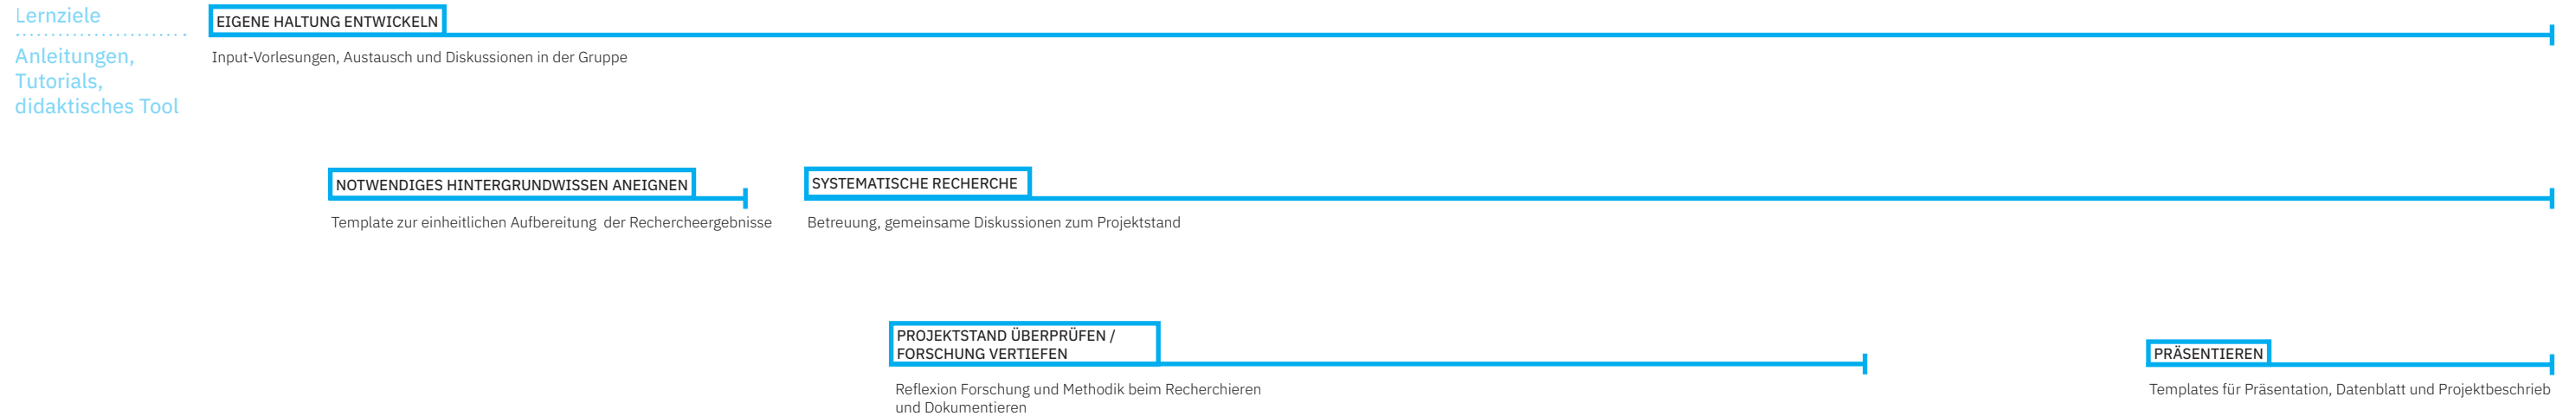 Lernziele
Anleitungen,
Tutorials,
didaktisches Tool
EIGENE HALTUNG ENTWICKELN
Input-Vorlesungen, Austausch und Diskussionen in der Gruppe
NOTWENDIGES HINTERGRUNDWISSEN ANEIGNEN
Template zur einheitlichen Aufbereitung der Rechercheergebnisse
SYSTEMATISCHE RECHERCHE
Betreuung, gemeinsame Diskussionen zum Projektstand
PROJEKTSTAND ÜBERPRÜFEN /
FORSCHUNG VERTIEFEN
Reflexion Forschung und Methodik beim Recherchieren
und Dokumentieren
PRÄSENTIEREN
Templates für Präsentation, Datenblatt und Projektbeschrieb